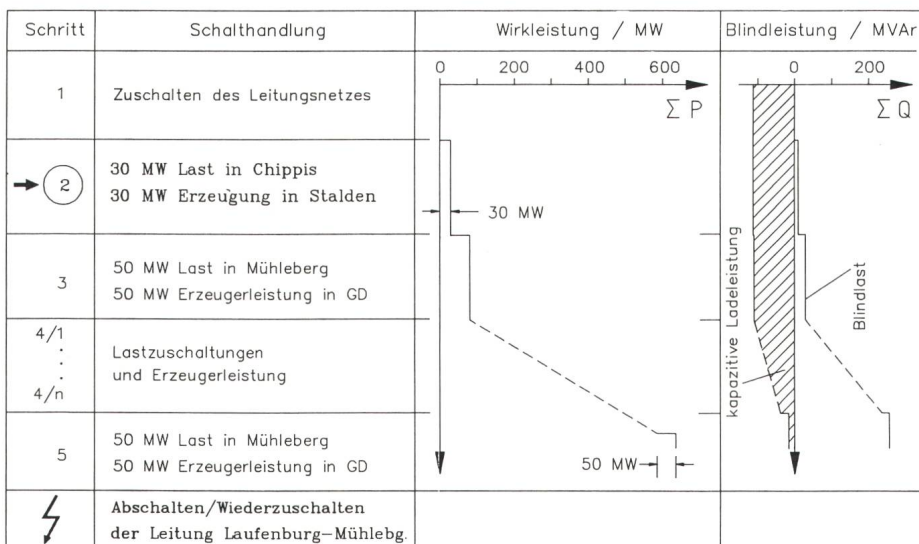 Schritt
Schalthandlung
Wirkleistung / MW
Blindleistung / MVAr
0 200 400 600
0 200
Σ P
Σ Q
1
Zuschalten des Leitungsnetzes
2
30 MW Last in Chippis
30 MW Erzeugung in Stalden
30 MW
3
50 MW Last in Mühleberg
50 MW Erzeugerleistung in GD
kapazitive Ladeleistung
Blindlast
4/1
.
.
.
4/n
Lastzuschaltungen
und Erzeugerleistung
5
50 MW Last in Mühleberg
50 MW Erzeugerleistung in GD
50 MW
Abschalten/Wiederzuschalten
der Leitung Laufenburg-Mühlebg.